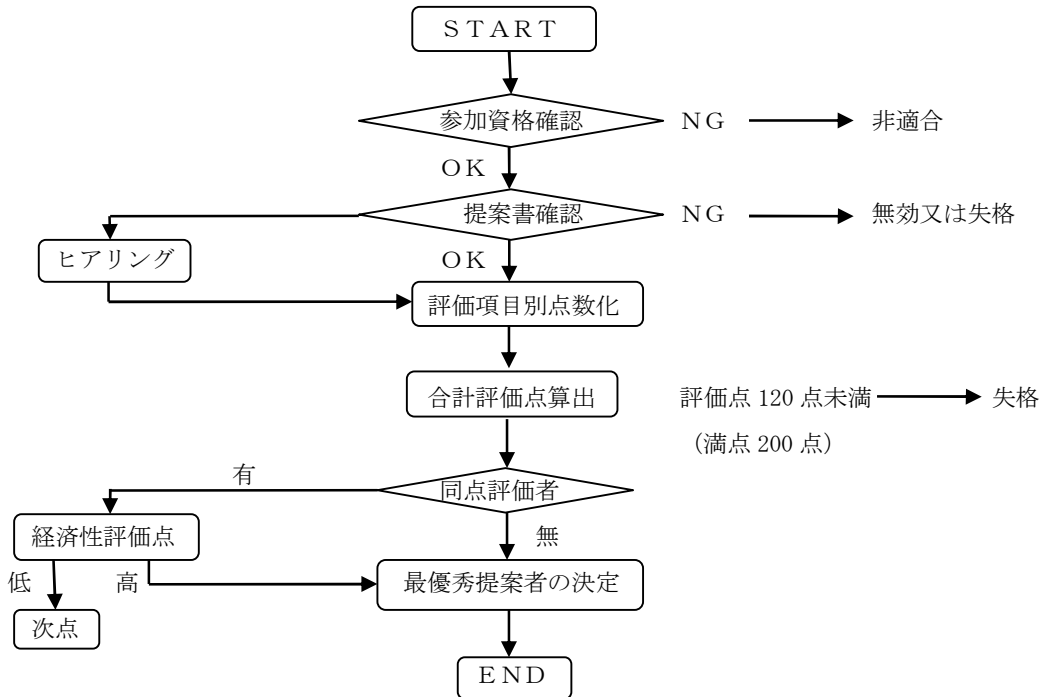 ＳＴＡＲＴ
参加資格確認
ＮＧ
非適合
ＯＫ
提案書確認
ＮＧ
無効又は失格
ヒアリング
ＯＫ
評価項目別点数化
合計評価点算出
評価点 120 点未満
失格
（満点 200 点）
有
同点評価者
経済性評価点
無
低
高
最優秀提案者の決定
次点
ＥＮＤ